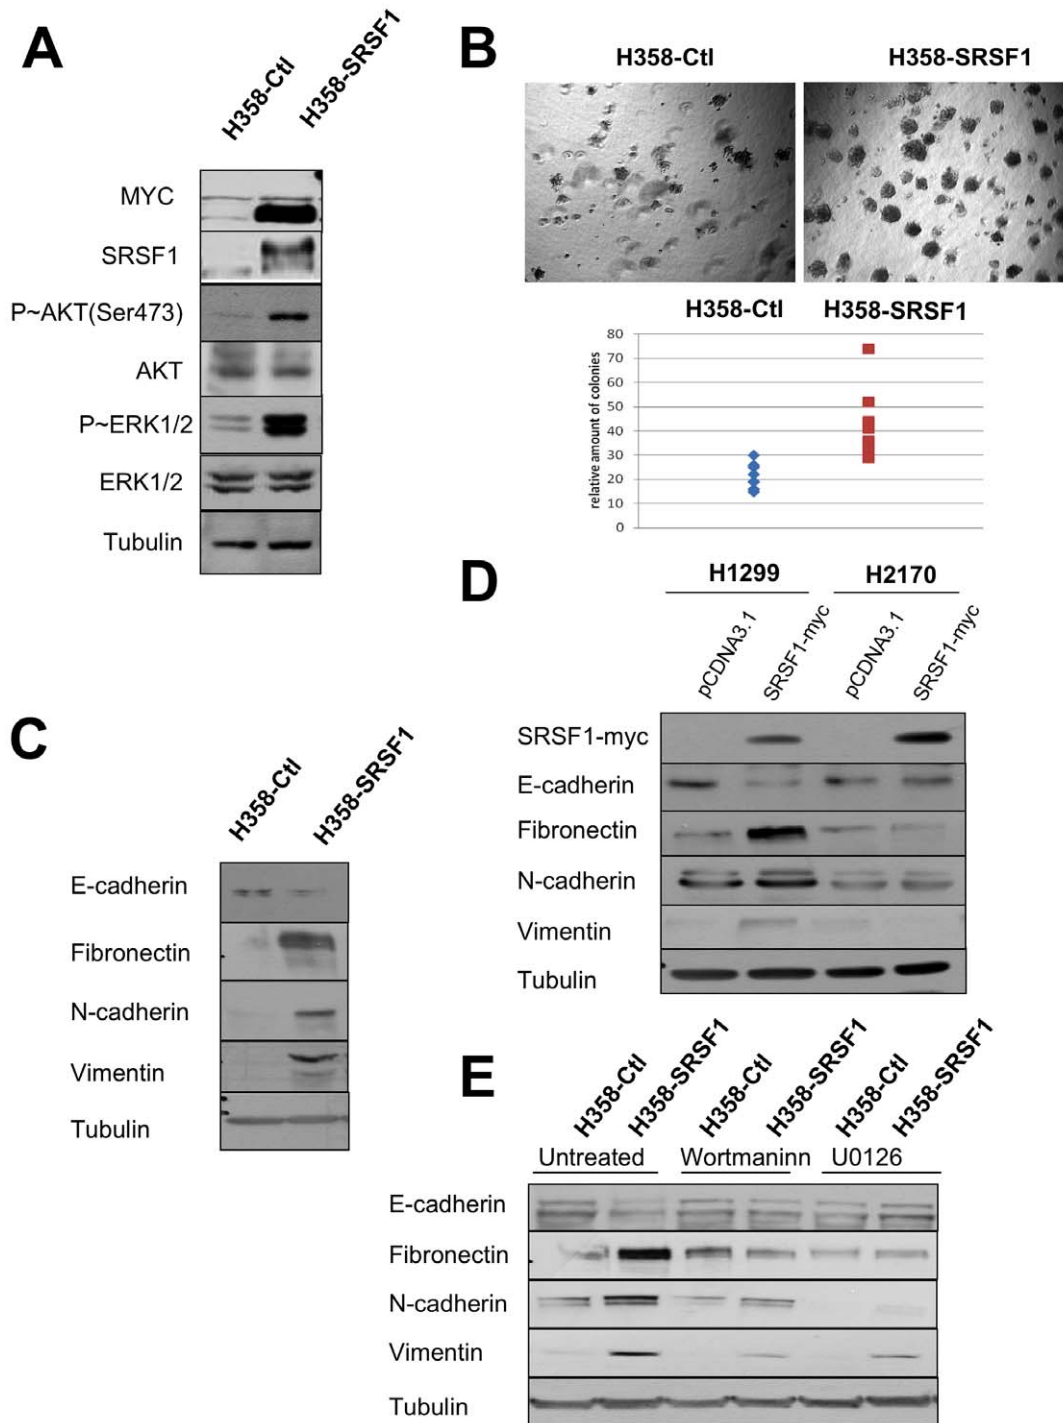 A
H358-Ctl
H358-SRSF1
MYC
SRSF1
P~AKT(Ser473)
AKT
P~ERK1/2
ERK1/2
Tubulin
B
H358-Ctl
H358-SRSF1
H358-Ctl
H358-SRSF1
80
70
60
50
40
30
20
10
0
relative amount of colonies
C
H358-Ctl
H358-SRSF1
E-cadherin
Fibronectin
N-cadherin
Vimentin
Tubulin
D
H1299
H2170
pCDNA3.1
SRSF1-myc
pCDNA3.1
SRSF1-myc
SRSF1-myc
E-cadherin
Fibronectin
N-cadherin
Vimentin
Tubulin
E
H358-Ctl
H358-SRSF1
H358-Ctl
H358-SRSF1
H358-Ctl
H358-SRSF1
Untreated
Wortmaninn
U0126
E-cadherin
Fibronectin
N-cadherin
Vimentin
Tubulin